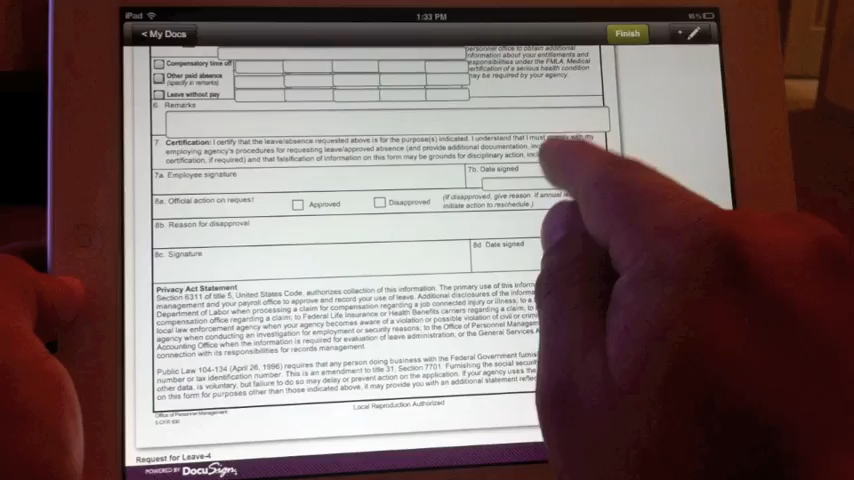 iPad
1:33 PM
16%
< My Docs
Finish
personnel office to obtain additional
information about your entitlements and
responsibilities under the FMLA. Medical
certification of a serious health condition
may be required by your agency.
Compensatory time off
Other paid absence
(specify in remarks)
Leave without pay
6. Remarks
7. Certification: I certify that the leave/absence requested above is for the purpose(s) indicated. I understand that I must comply with my
employing agency's procedures for requesting leave/approved absence (and provide additional documentation,
certification, if required) and that falsification of information on this form may be grounds for disciplinary action,
7a. Employee signature
7b. Date signed
8a. Official action on request
Approved
Disapproved
(If disapproved, give reason. If annual
initiate action to reschedule.)
8b. Reason for disapproval
8c. Signature
8d Date signed
Privacy Act Statement
Section 6311 of title 5, United States Code, authorizes collection of this information. The primary use of this
management and your payroll office to approve and record your use of leave. Additional disclosures of the
Department of Labor when processing a claim for compensation regarding a job connected injury or illness; to a
compensation office regarding a claim; to Federal Life Insurance or Health Benefits carriers regarding a claim; to
local law enforcement agency when your agency becomes aware of a violation or possible violation of civil or
agency when conducting an investigation for employment or security reasons; to the Office of Personnel
Accounting Office when the information is required for evaluation of leave administration; or the General Services
connection with its responsibilities for records management.
Public Law 104-134 (April 26, 1996) requires that any person doing business with the Federal Government
number or tax identification number. This is an amendment to title 31, Section 7701. Furnishing the social
other data, is voluntary, but failure to do so may delay or prevent action on the application. If your agency uses the
on this form for purposes other than those indicated above, it may provide you with an additional statement
Office of Personnel Management
5 CFR 630
Local Reproduction Authorized
Request for Leave-4
POWERED BY DocuSign